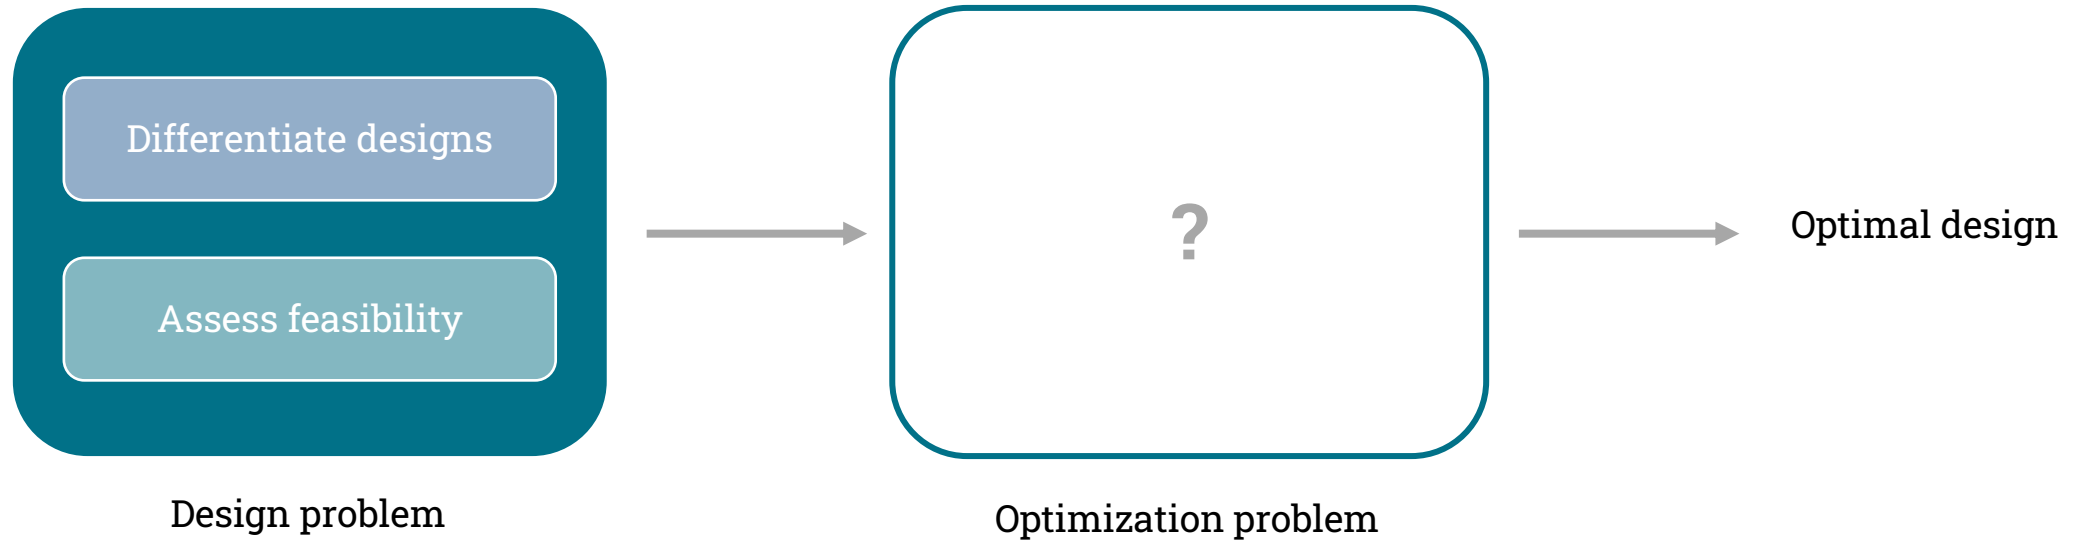 Differentiate designs
Assess feasibility
Design problem
?
Optimization problem
Optimal design